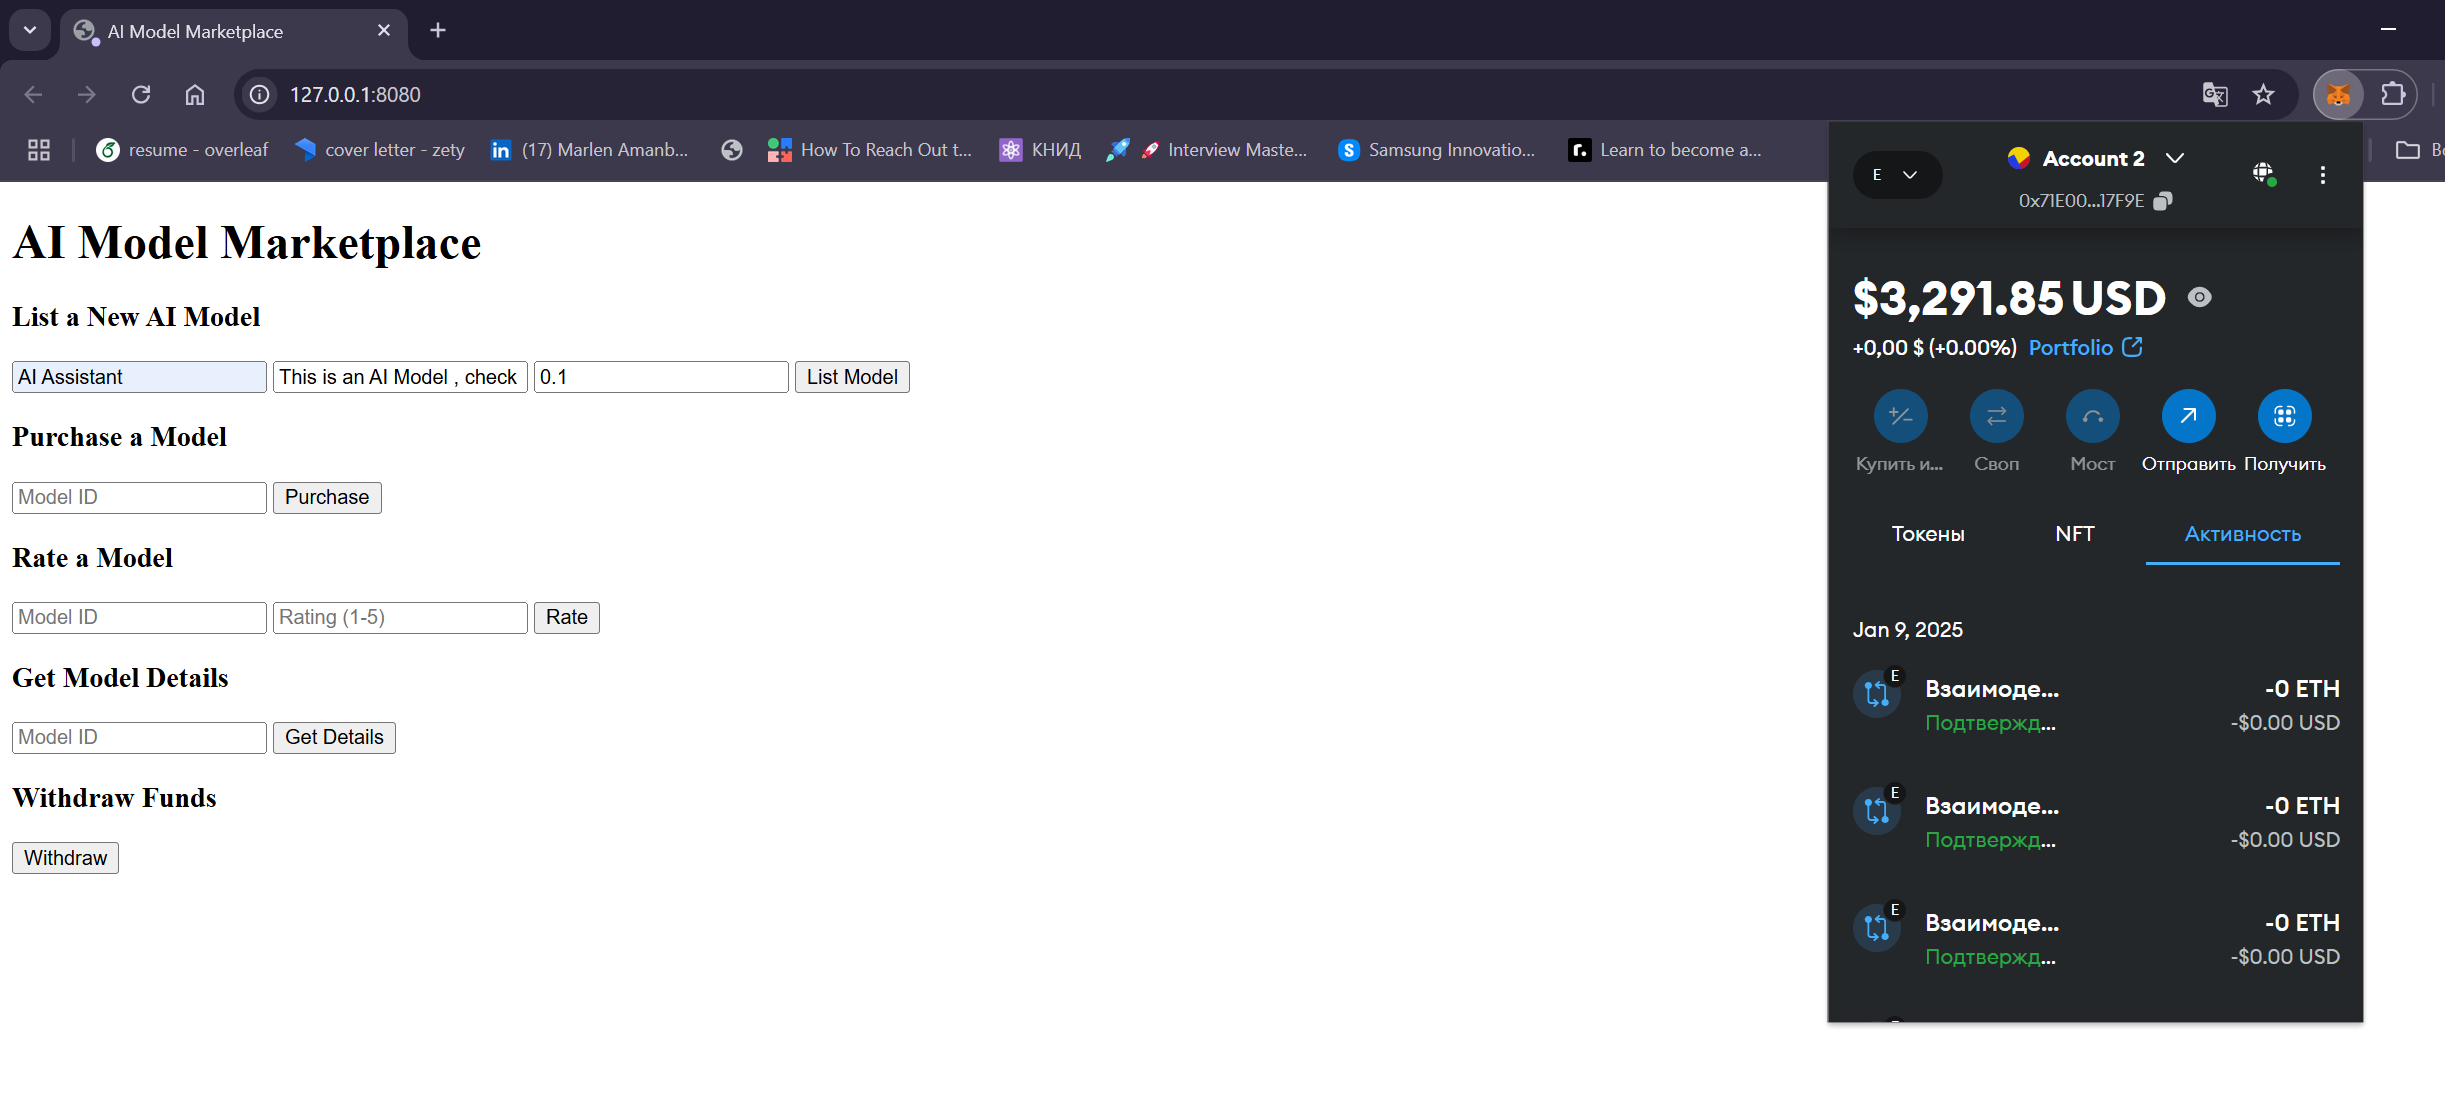 AI Model Marketplace
127.0.0.1:8080
resume - overleaf
cover letter - zety
in
(17) Marlen Amanb...
How To Reach Out t...
КНИД
Interview Maste...
S
Samsung Innovatio...
r.
Learn to become a...
AI Model Marketplace
List a New AI Model
AI Assistant This is an AI Model , check 0.1 List Model
Purchase a Model
Model ID Purchase
Rate a Model
Model ID Rating (1-5) Rate
Get Model Details
Model ID Get Details
Withdraw Funds
Withdraw
E
Account 2
0x71E00...17F9E
$3,291.85 USD
+0,00 $ (+0.00%) Portfolio
Купить и... Своп Мост Отправить Получить
Токены NFT Активность
Jan 9, 2025
E
Взаимоде... -0 ETH
Подтвержд... -$0.00 USD
E
Взаимоде... -0 ETH
Подтвержд... -$0.00 USD
E
Взаимоде... -0 ETH
Подтвержд... -$0.00 USD